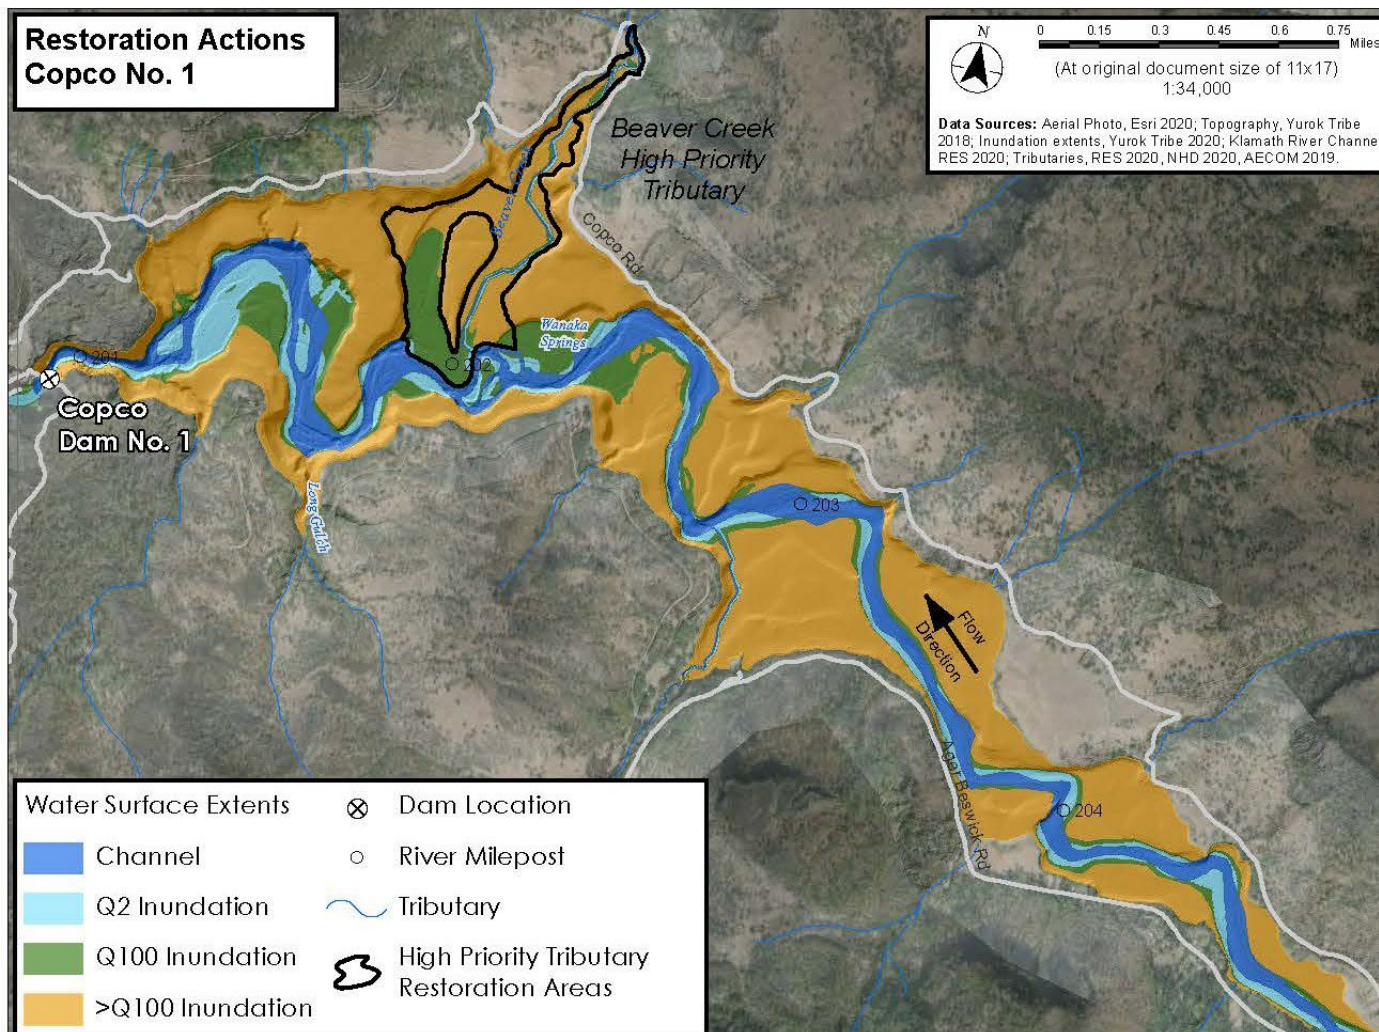 Restoration Actions
Copco No. 1
N
0 0.15 0.3 0.45 0.6 0.75
Miles
(At original document size of 11x17)
1:34,000
Data Sources: Aerial Photo, Esri 2020; Topography, Yurok Tribe
2018; Inundation extents, Yurok Tribe 2020; Klamath River Channe
RES 2020; Tributaries, RES 2020, NHD 2020, AECOM 2019.
Beaver Creek
High Priority
Tributary
Beaver Creek
Copco Rd
Wanaka
Springs
201
202
Copco
Dam No. 1
Long Gulch
203
Flow
Direction
Ager Beswick Rd
204
Water Surface Extents
Channel
Q2 Inundation
Q100 Inundation
>Q100 Inundation
Dam Location
River Milepost
Tributary
High Priority Tributary
Restoration Areas